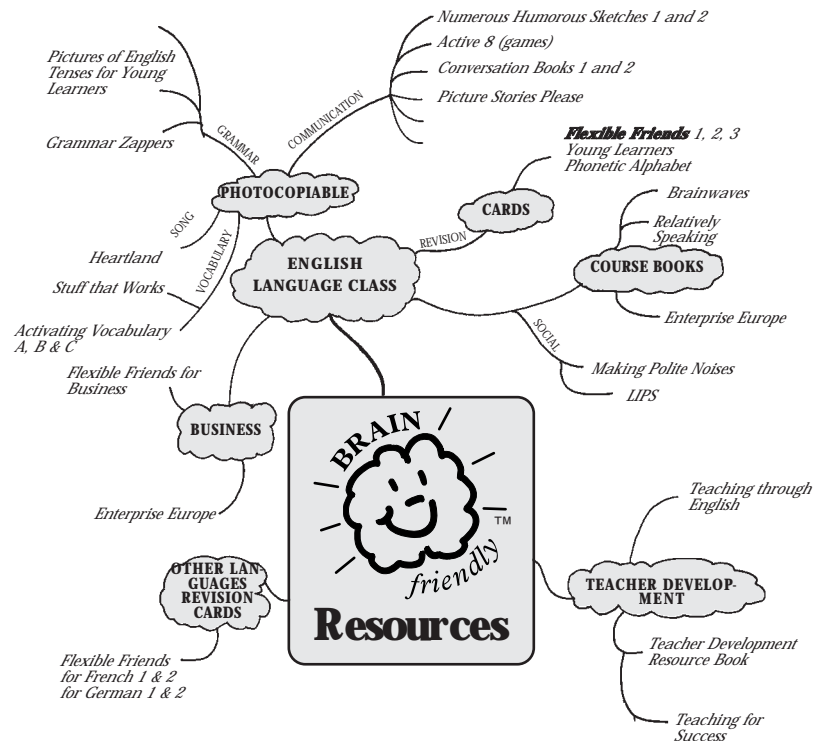 Numerous Humorous Sketches 1 and 2
Active 8 (games)
Conversation Books 1 and 2
Picture Stories Please
COMMUNICATION
Pictures of English
Tenses for Young
Learners
Grammar Zappers
GRAMMAR
PHOTOCOPIABLE
SONG
Heartland
VOCABULARY
Stuff that Works
Activating Vocabulary
A, B & C
ENGLISH
LANGUAGE CLASS
REVISION
CARDS
Flexible Friends 1, 2, 3
Young Learners
Phonetic Alphabet
Brainwaves
Relatively
Speaking
COURSE BOOKS
Enterprise Europe
SOCIAL
Making Polite Noises
LIPS
Flexible Friends for
Business
BUSINESS
Enterprise Europe
BRAIN
friendly
TM
Resources
OTHER LAN-
GUAGES
REVISION
CARDS
Flexible Friends
for French 1 & 2
for German 1 & 2
Teaching through
English
TEACHER DEVELOP-
MENT
Teacher Development
Resource Book
Teaching for
Success